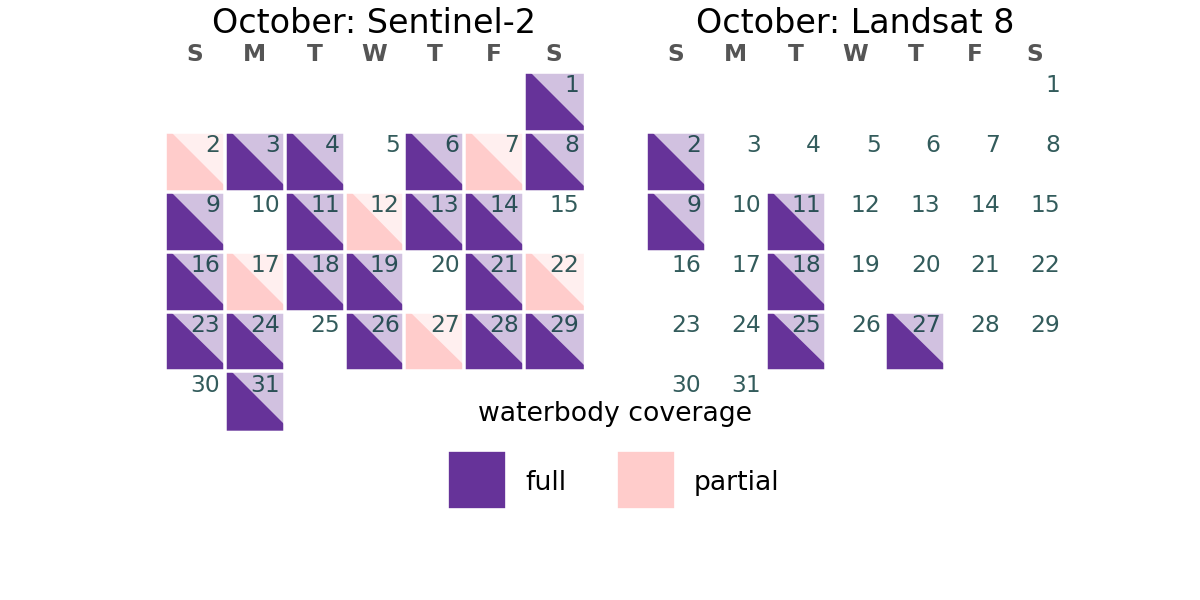 October: Sentinel-2
S M T W T F S
1
2 3 4 5 6 7 8
9 10 11 12 13 14 15
16 17 18 19 20 21 22
23 24 25 26 27 28 29
30 31
October: Landsat 8
S M T W T F S
1
2 3 4 5 6 7 8
9 10 11 12 13 14 15
16 17 18 19 20 21 22
23 24 25 26 27 28 29
30 31
waterbody coverage
full
partial